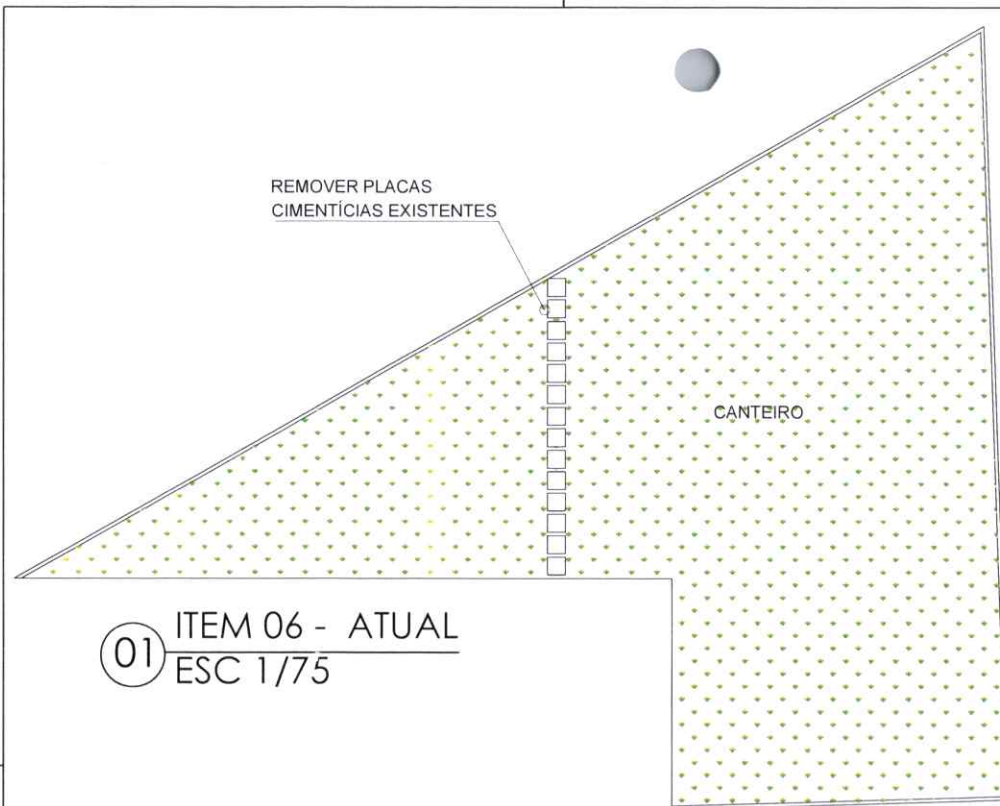 REMOVER PLACAS
CIMENTÍCIAS EXISTENTES
CANTEIRO
01
ITEM 06 - ATUAL
ESC 1/75